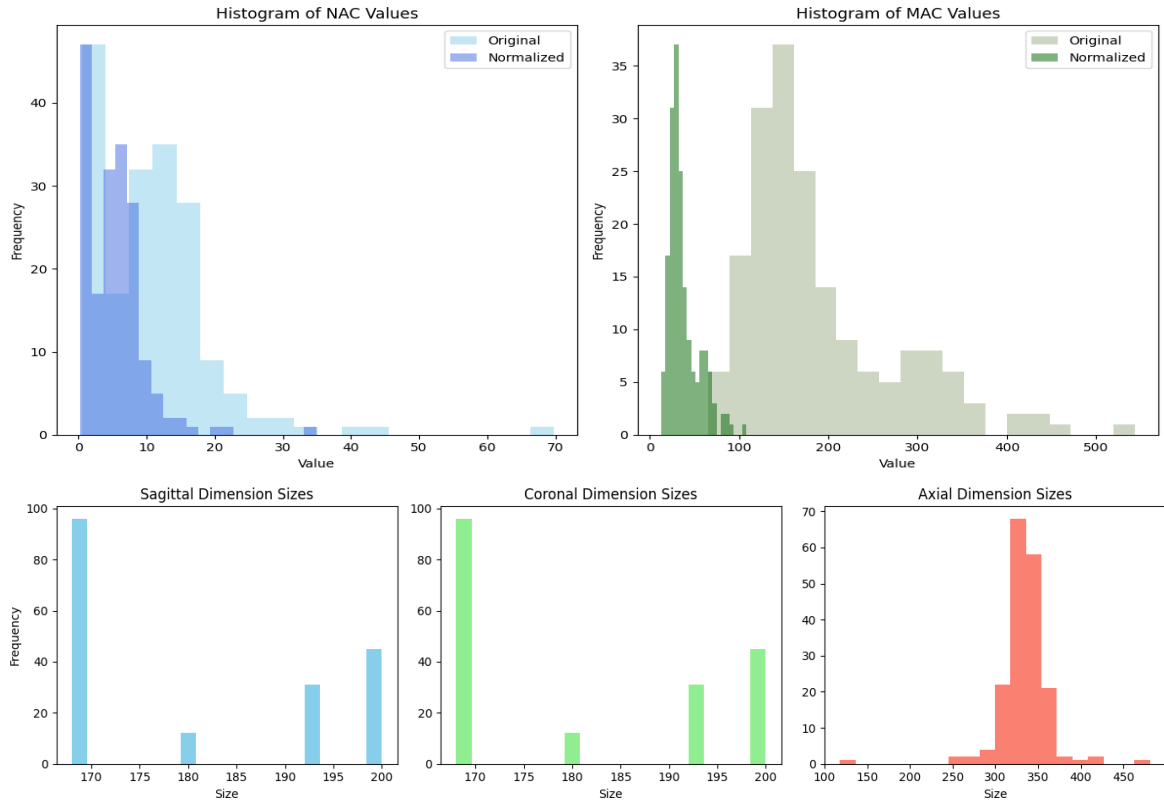 Histogram of NAC Values
Original
Normalized
Frequency
40
30
20
10
0
0 10 20 30 40 50 60 70
Value
Histogram of MAC Values
Original
Normalized
Frequency
35
30
25
20
15
10
5
0
0 100 200 300 400 500
Value
Sagittal Dimension Sizes
Frequency
100
80
60
40
20
0
170 175 180 185 190 195 200
Size
Coronal Dimension Sizes
100
80
60
40
20
0
170 175 180 185 190 195 200
Size
Axial Dimension Sizes
70
60
50
40
30
20
10
0
100 150 200 250 300 350 400 450
Size